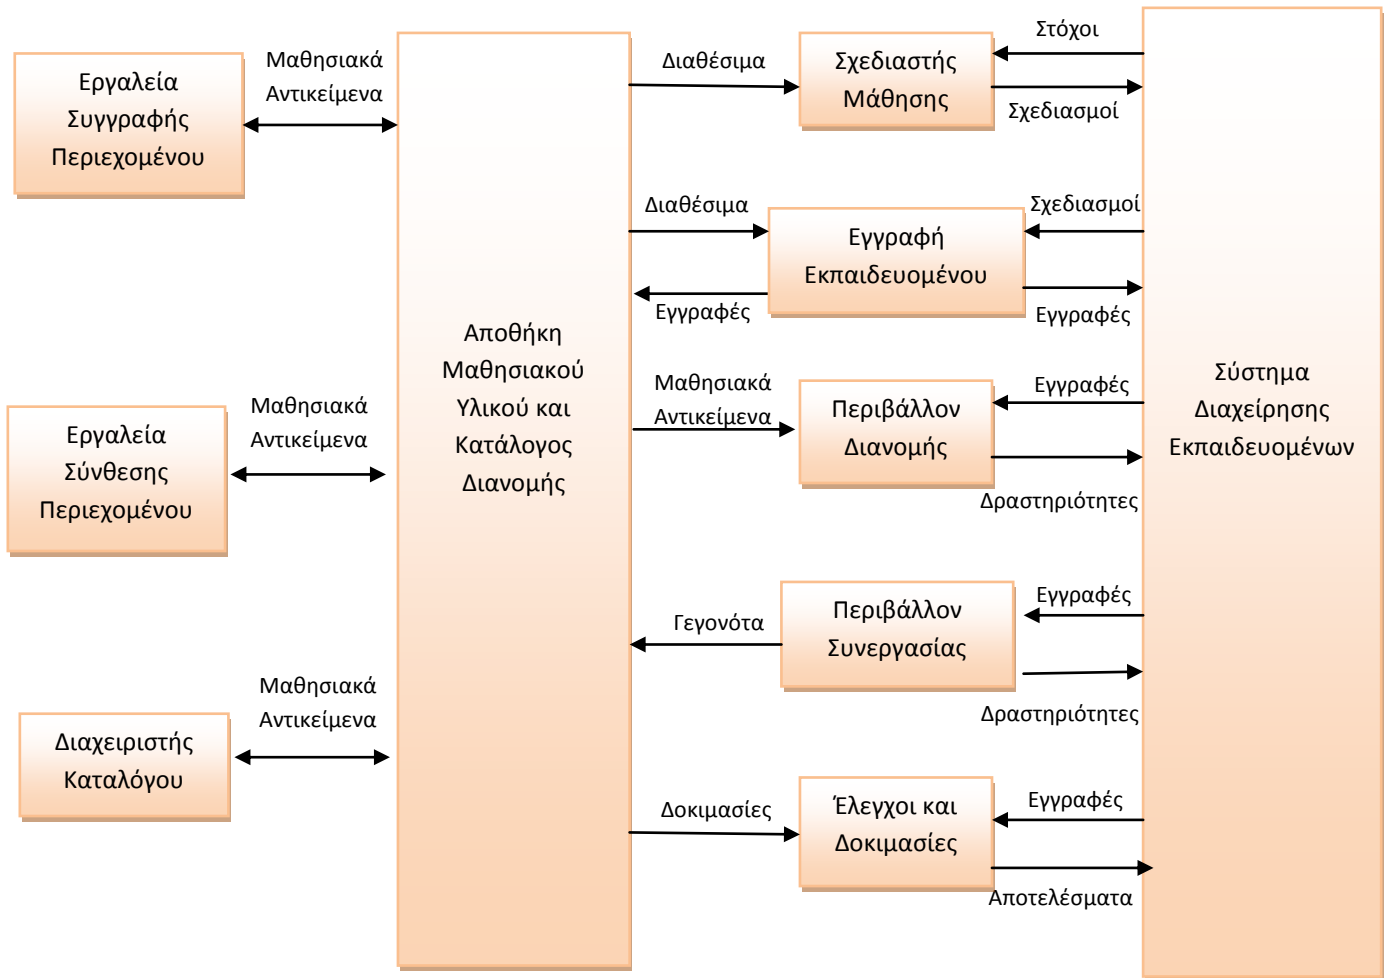 Εργαλεία
Συγγραφής
Περιεχομένου
Μαθησιακά
Αντικείμενα
Εργαλεία
Σύνθεσης
Περιεχομένου
Μαθησιακά
Αντικείμενα
Διαχειριστής
Καταλόγου
Μαθησιακά
Αντικείμενα
Αποθήκη
Μαθησιακού
Υλικού και
Κατάλογος
Διανομής
Διαθέσιμα
Σχεδιαστής
Μάθησης
Στόχοι
Σχεδιασμοί
Διαθέσιμα
Εγγραφές
Εγγραφή
Εκπαιδευομένου
Σχεδιασμοί
Εγγραφές
Μαθησιακά
Αντικείμενα
Περιβάλλον
Διανομής
Εγγραφές
Δραστηριότητες
Γεγονότα
Περιβάλλον
Συνεργασίας
Εγγραφές
Δραστηριότητες
Δοκιμασίες
Έλεγχοι και
Δοκιμασίες
Εγγραφές
Αποτελέσματα
Σύστημα
Διαχείρησης
Εκπαιδευομένων